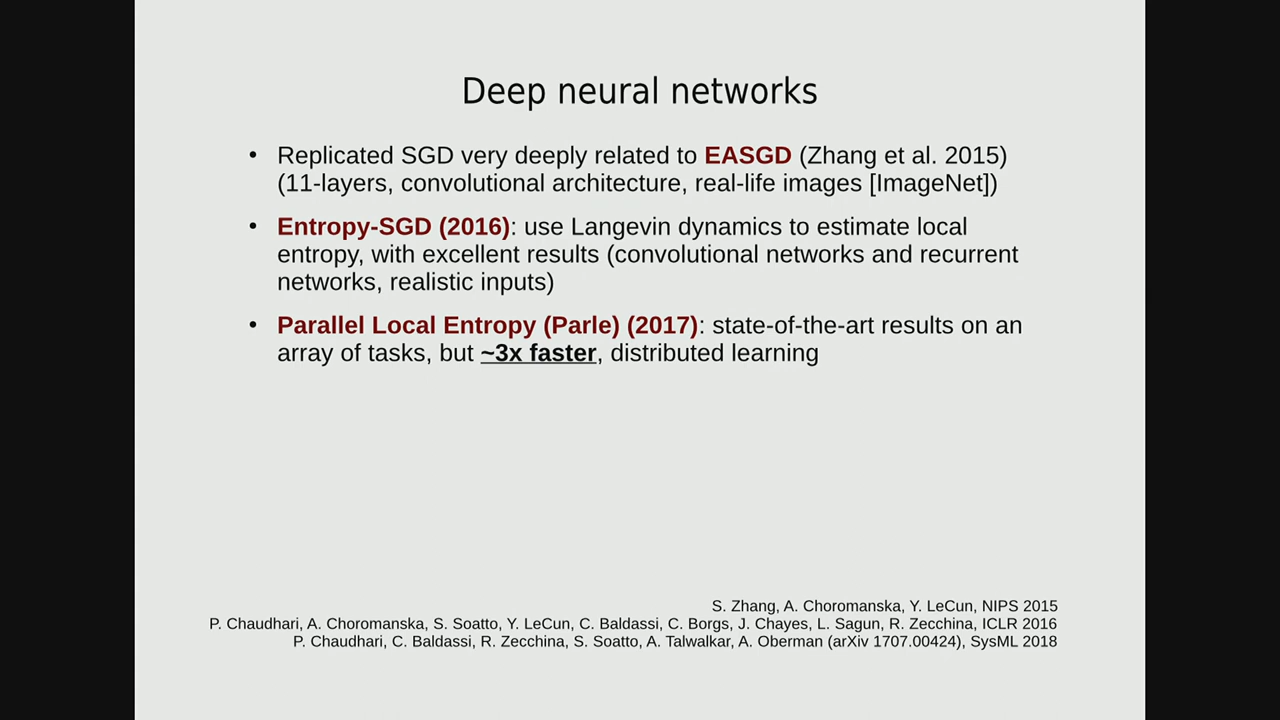 Deep neural networks
• Replicated SGD very deeply related to EASGD (Zhang et al. 2015)
(11-layers, convolutional architecture, real-life images [ImageNet])
• Entropy-SGD (2016): use Langevin dynamics to estimate local
entropy, with excellent results (convolutional networks and recurrent
networks, realistic inputs)
• Parallel Local Entropy (Parle) (2017): state-of-the-art results on an
array of tasks, but ~3x faster, distributed learning
S. Zhang, A. Choromanska, Y. LeCun, NIPS 2015
P. Chaudhari, A. Choromanska, S. Soatto, Y. LeCun, C. Baldassi, C. Borgs, J. Chayes, L. Sagun, R. Zecchina, ICLR 2016
P. Chaudhari, C. Baldassi, R. Zecchina, S. Soatto, A. Talwalkar, A. Oberman (arXiv 1707.00424), SysML 2018